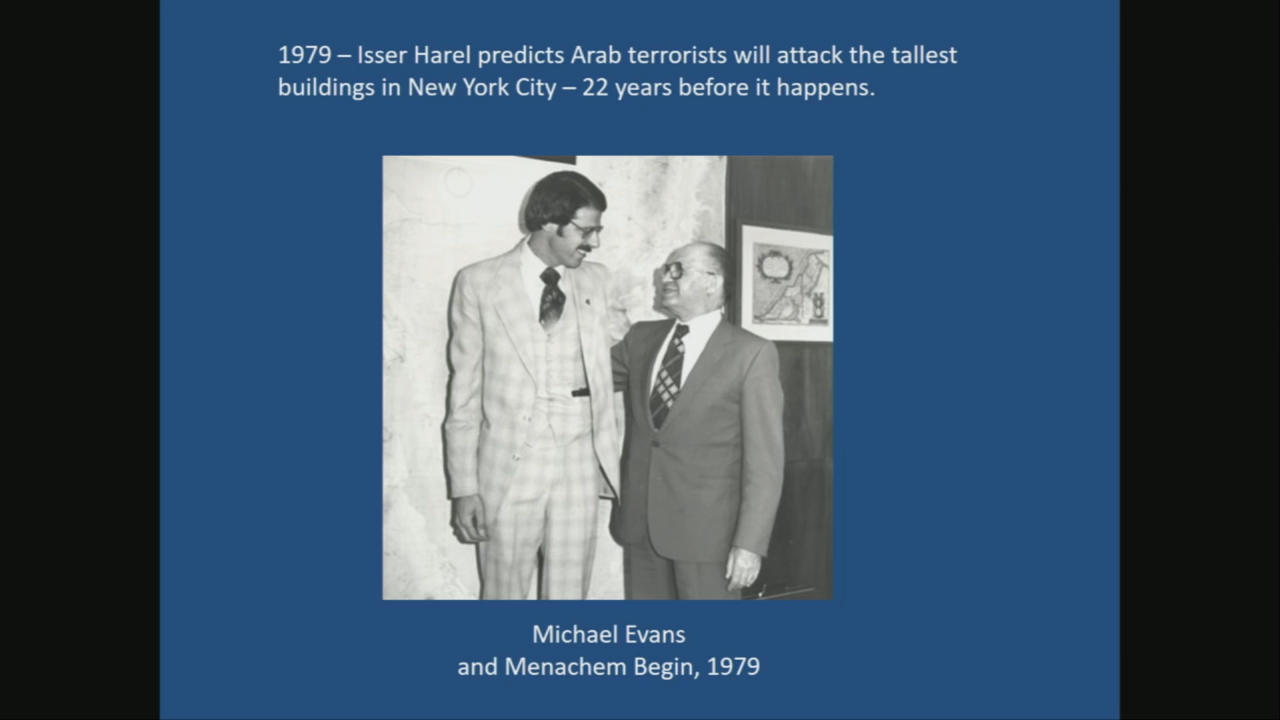 1979 – Isser Harel predicts Arab terrorists will attack the tallest
buildings in New York City – 22 years before it happens.
Michael Evans
and Menachem Begin, 1979